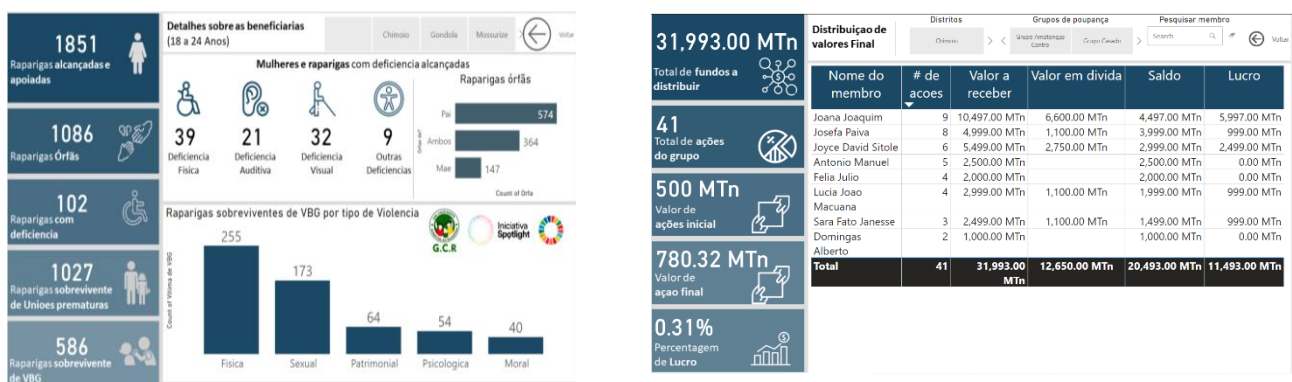 1851
Raparigas alcançadas e
apoiadas
1086
Raparigas Órfãs
102
Raparigas com
deficiencia
1027
Raparigas sobrevivente
de Unioes prematuras
586
Raparigas sobrevivente
de VBG
Detalhes sobre as beneficiarias
(18 a 24 Anos)
Chimoio Gondola Mossurize
Voltar
Mulheres e raparigas com deficiencia alcançadas
39
Deficiencia
Fisica
21
Deficiencia
Auditiva
32
Deficiencia
Visual
9
Outras
Deficiencias
Raparigas órfãs
Pai 574
Ambos 364
Mae 147
Count of Orfa
Raparigas sobreviventes de VBG por tipo de Violencia
G.C.R
Iniciativa
Spotlight
Count of Vitima de VBG
255 173 64 54 40
Fisica Sexual Patrimonial Psicologica Moral
31,993.00 MTn
Total de fundos a
distribuir
41
Total de ações
do grupo
500 MTn
Valor de
ações inicial
780.32 MTn
Valor de
açao final
0.31%
Percentagem
de Lucro
Distribuiçao de
valores Final
Distritos
Chimoio
Grupos de poupança
Grupo Amatongas
Centro
Grupo Cesado
Pesquisar membro
Search
Voltar
Nome do membro # de acoes Valor a receber Valor em divida Saldo Lucro
Joana Joaquim 9 10,497.00 MTn 6,600.00 MTn 4,497.00 MTn 5,997.00 MTn
Josefa Paiva 8 4,999.00 MTn 1,100.00 MTn 3,999.00 MTn 999.00 MTn
Joyce David Sitole 6 5,499.00 MTn 2,750.00 MTn 2,999.00 MTn 2,499.00 MTn
Antonio Manuel 5 2,500.00 MTn 2,500.00 MTn 0.00 MTn
Felia Julio 4 2,000.00 MTn 2,000.00 MTn 0.00 MTn
Lucia Joao Macuana 4 2,999.00 MTn 1,100.00 MTn 1,999.00 MTn 999.00 MTn
Sara Fato Janesse 3 2,499.00 MTn 1,100.00 MTn 1,499.00 MTn 999.00 MTn
Domingas Alberto 2 1,000.00 MTn 1,000.00 MTn 0.00 MTn
Total 41 31,993.00 MTn 12,650.00 MTn 20,493.00 MTn 11,493.00 MTn